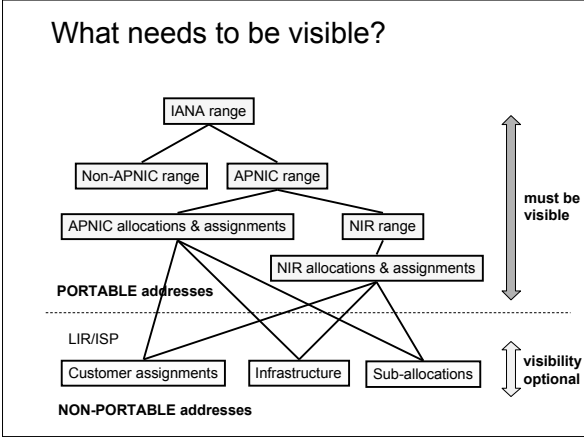 What needs to be visible?
IANA range
Non-APNIC range
APNIC range
must be
visible
APNIC allocations & assignments
NIR range
NIR allocations & assignments
PORTABLE addresses
LIR/ISP
Customer assignments
Infrastructure
Sub-allocations
visibility
optional
NON-PORTABLE addresses